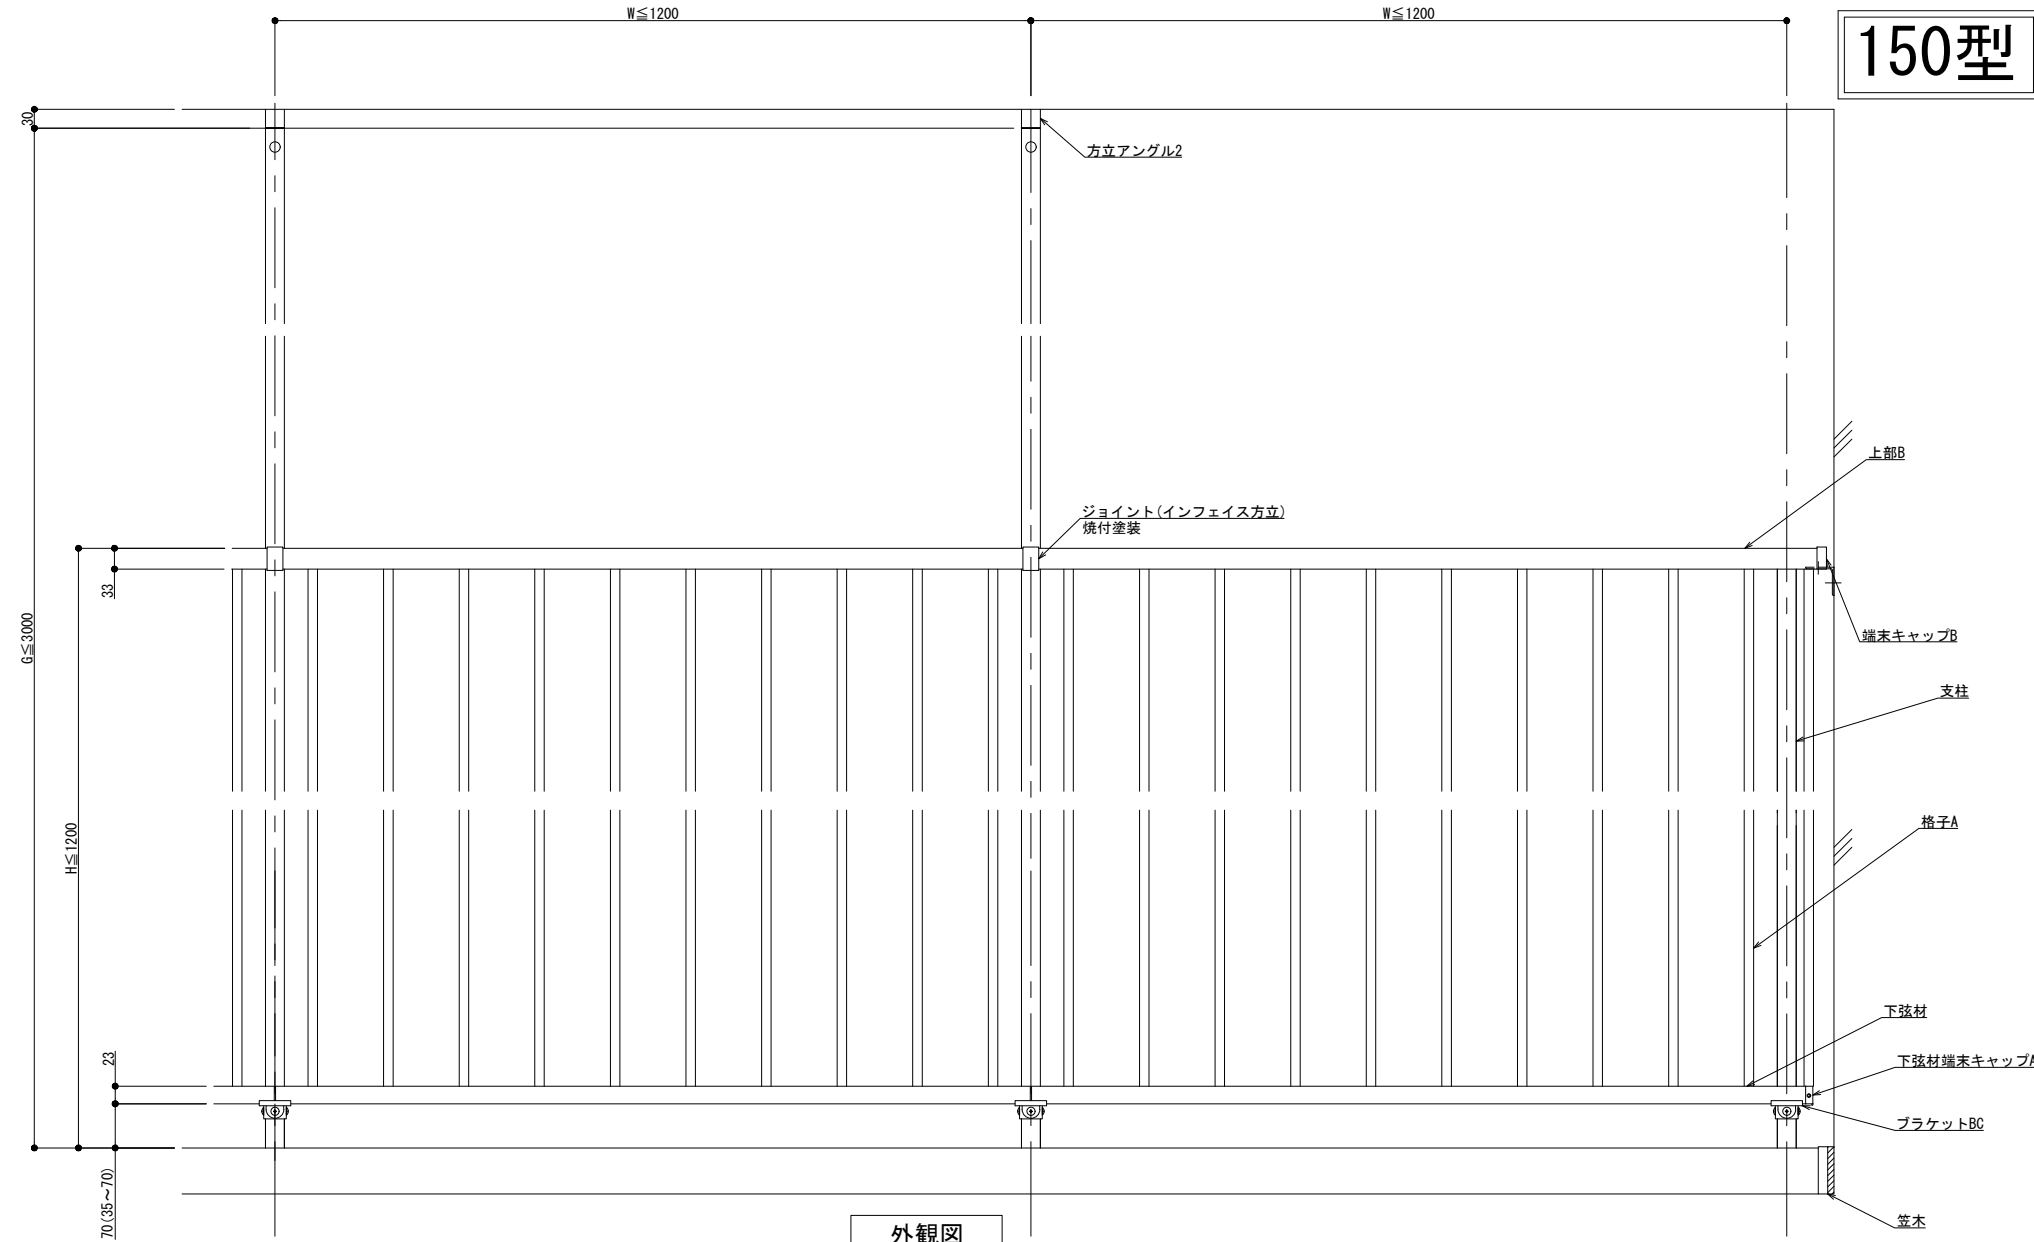 W≦1200
W≦1200
150型
30
方立アングル2
上部B
ジョイント(インフェイス方立)
焼付塗装
33
G≦3000
端末キャップB
支柱
格子A
H≦1200
下弦材
23
下弦材端末キャップA
ブラケットBC
70(35~70)
笠木
外観図